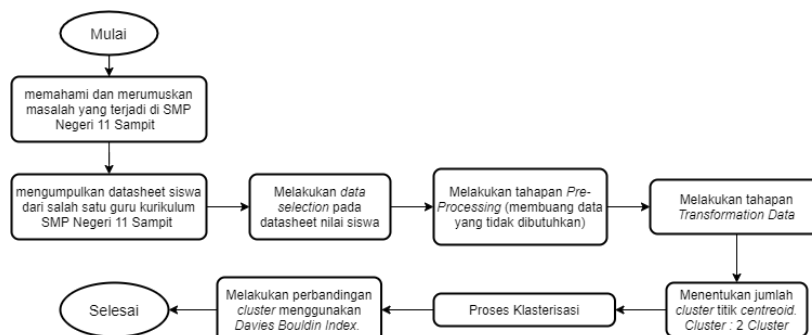 Mulai
memahami dan merumuskan
masalah yang terjadi di SMP
Negeri 11 Sampit
mengumpulkan datasheet siswa
dari salah satu guru kurikulum
SMP Negeri 11 Sampit
Melakukan data
selection pada
datasheet nilai siswa
Melakukan tahapan Pre-
Processing (membuang data
yang tidak dibutuhkan)
Melakukan tahapan
Transformation Data
Menentukan jumlah
cluster titik centreoid.
Cluster : 2 Cluster
Proses Klasterisasi
Melakukan perbandingan
cluster menggunakan
Davies Bouldin Index.
Selesai